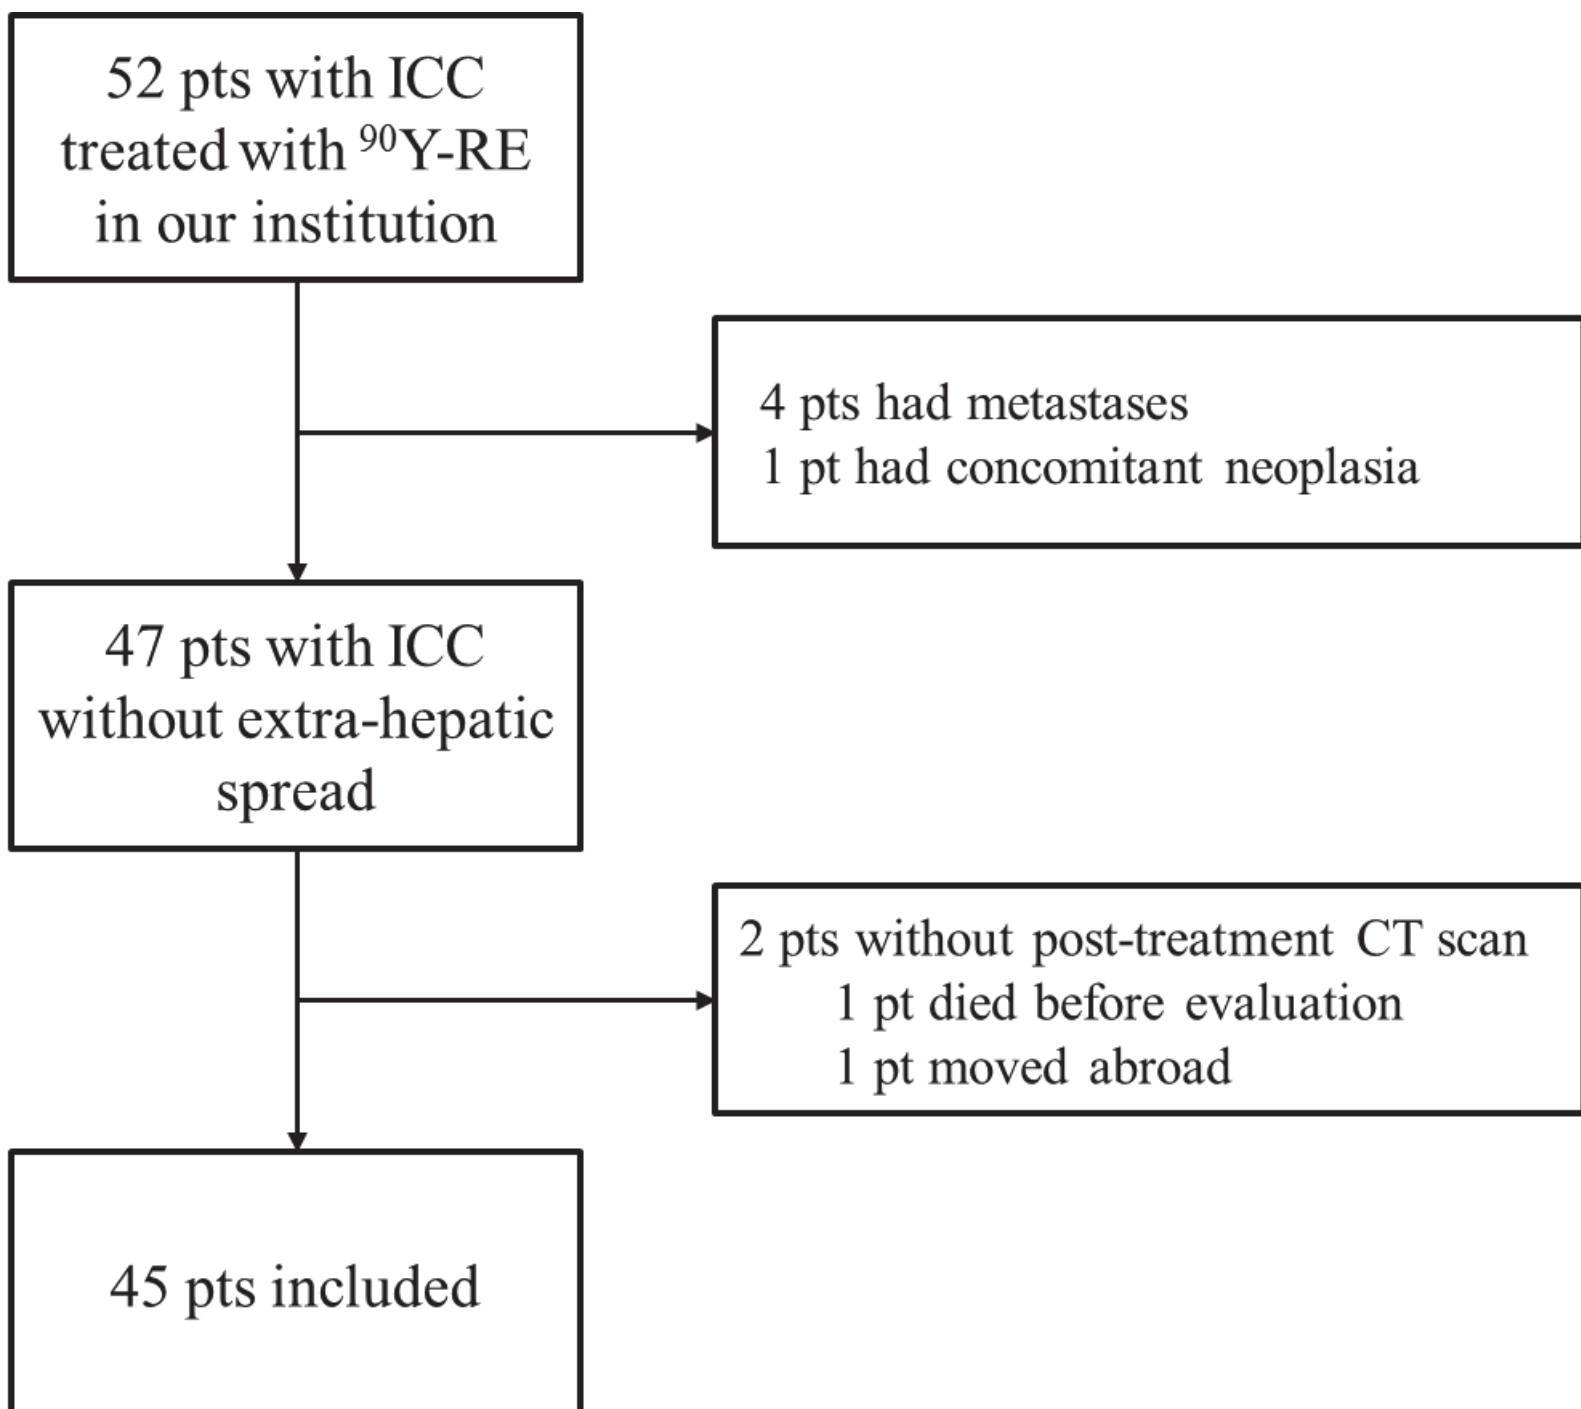 52 pts with ICC
treated with ⁹⁰Y-RE
in our institution
4 pts had metastases
1 pt had concomitant neoplasia
47 pts with ICC
without extra-hepatic
spread
2 pts without post-treatment CT scan
1 pt died before evaluation
1 pt moved abroad
45 pts included